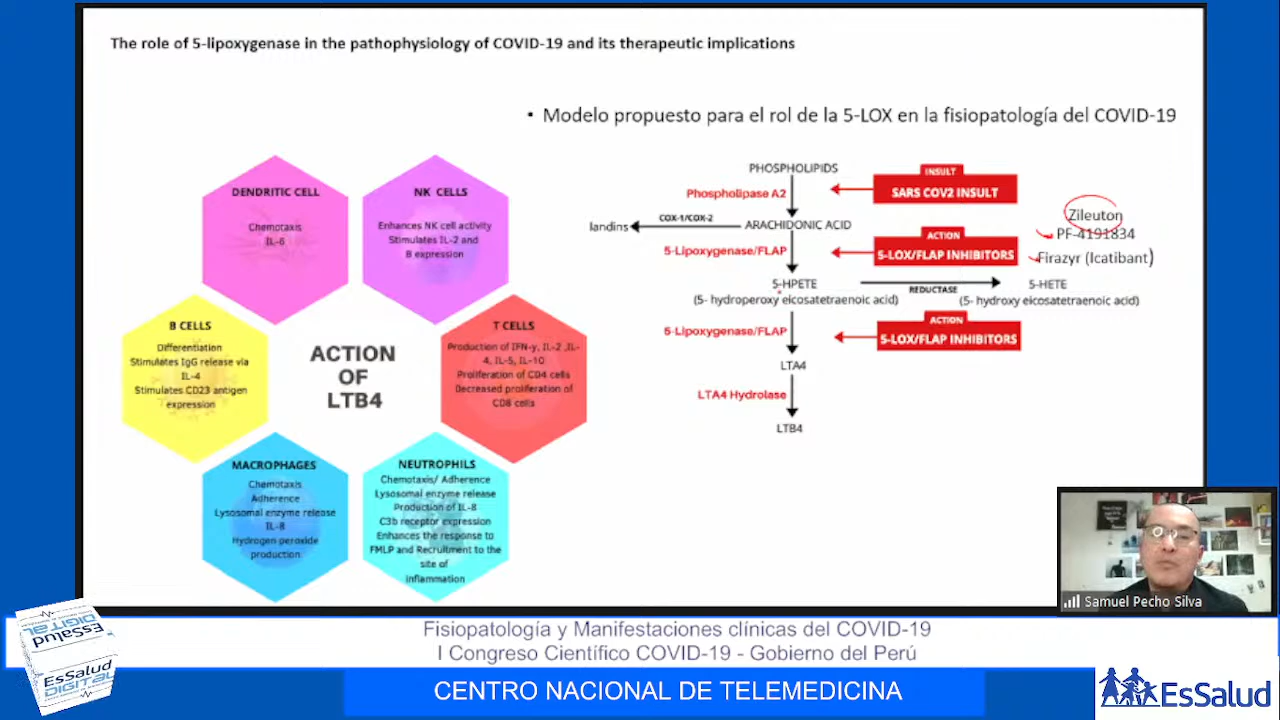 The role of 5-lipoxygenase in the pathophysiology of COVID-19 and its therapeutic implications
• Modelo propuesto para el rol de la 5-LOX en la fisiopatología del COVID-19
DENDRITIC CELL
Chemotaxis
IL-6
NK CELLS
Enhances NK cell activity
Stimulates IL-2 and
B expression
B CELLS
Differentiation
Stimulates IgG release via
IL-4
Stimulates CD23 antigen
expression
ACTION
OF
LTB4
T CELLS
Production of IFN-y, IL-2 ,IL-
4, IL-5, IL-10
Proliferation of CD4 cells
Decreased proliferation of
CD8 cells
MACROPHAGES
Chemotaxis
Adherence
Lysosomal enzyme release
IL-8
Hydrogen peroxide
production
NEUTROPHILS
Chemotaxis/ Adherence
Lysosomal enzyme release
Production of IL-8
C3b receptor expression
Enhances the response to
FMLP and Recruitment to the
site of
inflammation
PHOSPHOLIPIDS
Phospholipase A2
INSULT
SARS COV2 INSULT
landins
COX-1/COX-2
ARACHIDONIC ACID
5-Lipoxygenase/FLAP
ACTION
5-LOX/FLAP INHIBITORS
Zileuton
PF-4191834
Firazyr (Icatibant)
5-HPETE
(5- hydroperoxy eicosatetraenoic acid)
REDUCTASE
5-HETE
(5- hydroxy eicosatetraenoic acid)
5-Lipoxygenase/FLAP
ACTION
5-LOX/FLAP INHIBITORS
LTA4
LTA4 Hydrolase
LTB4
Samuel Pecho Silva
Fisiopatología y Manifestaciones clínicas del COVID-19
I Congreso Científico COVID-19 - Gobierno del Perú
CENTRO NACIONAL DE TELEMEDICINA
EsSalud
DIGITAL
EsSalud
DIGITAL
EsSalud